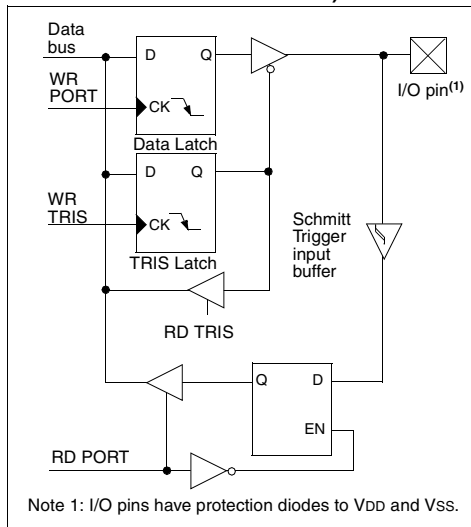 Data
bus
D
Q
WR
PORT
CK
I/O pin(1)
Data Latch
D
Q
WR
TRIS
CK
TRIS Latch
Schmitt
Trigger
input
buffer
RD TRIS
Q
D
EN
RD PORT
Note 1: I/O pins have protection diodes to VDD and VSS.